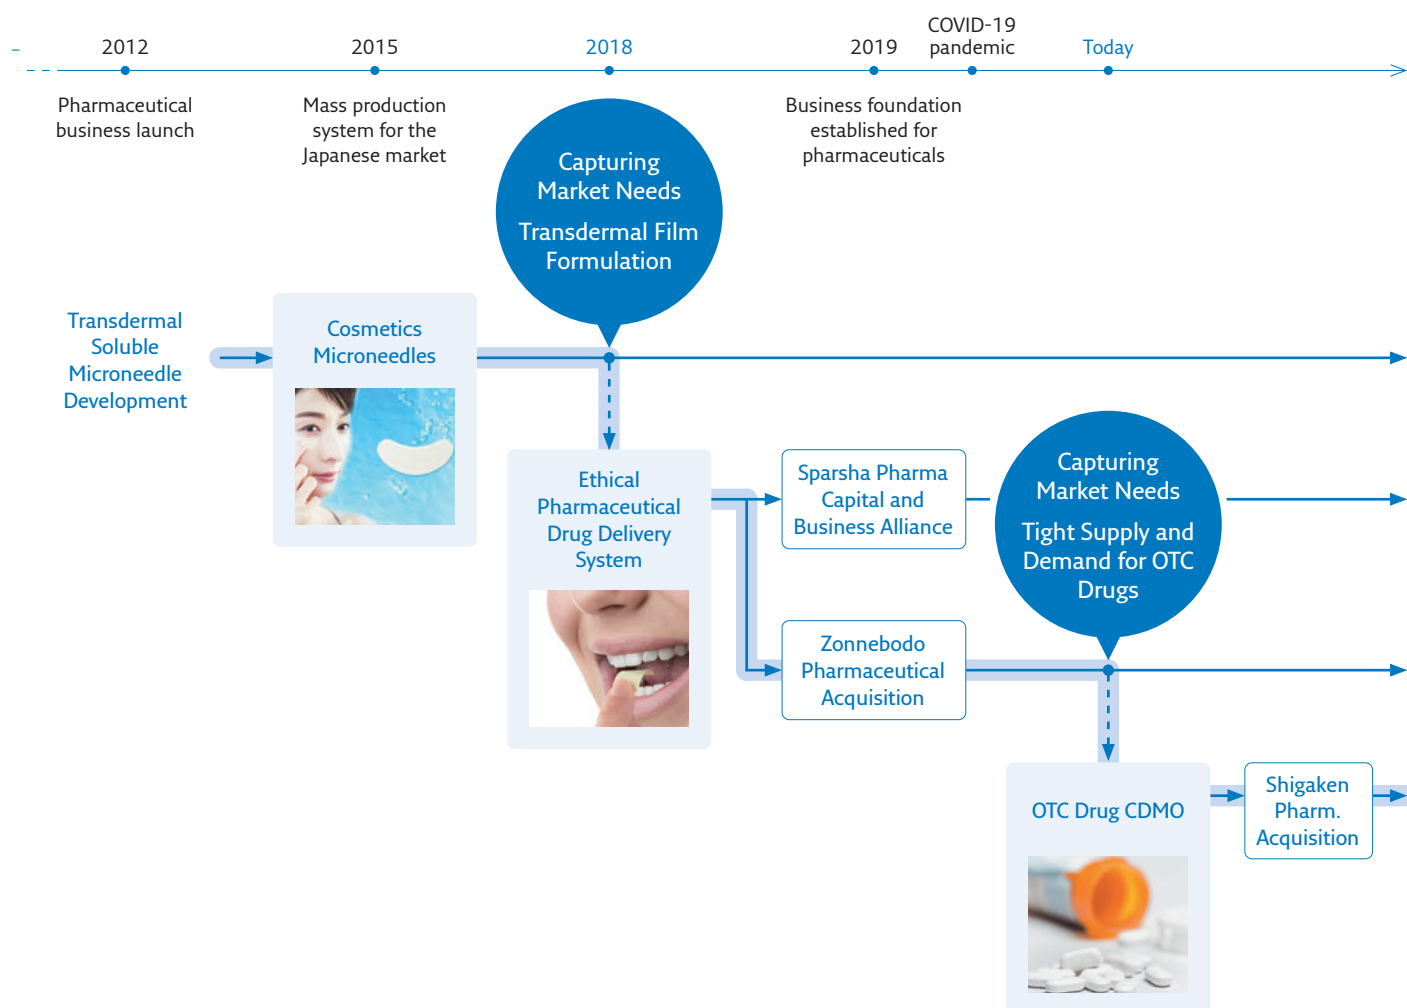 2012
2015
2018
2019
COVID-19
pandemic
Today
Pharmaceutical
business launch
Mass production
system for the
Japanese market
Business foundation
established for
pharmaceuticals
Capturing
Market Needs
Transdermal Film
Formulation
Transdermal
Soluble
Microneedle
Development
Cosmetics
Microneedles
Ethical
Pharmaceutical
Drug Delivery
System
Sparsha Pharma
Capital and
Business Alliance
Capturing
Market Needs
Tight Supply and
Demand for OTC
Drugs
Zonnebodo
Pharmaceutical
Acquisition
OTC Drug CDMO
Shigaken
Pharm.
Acquisition